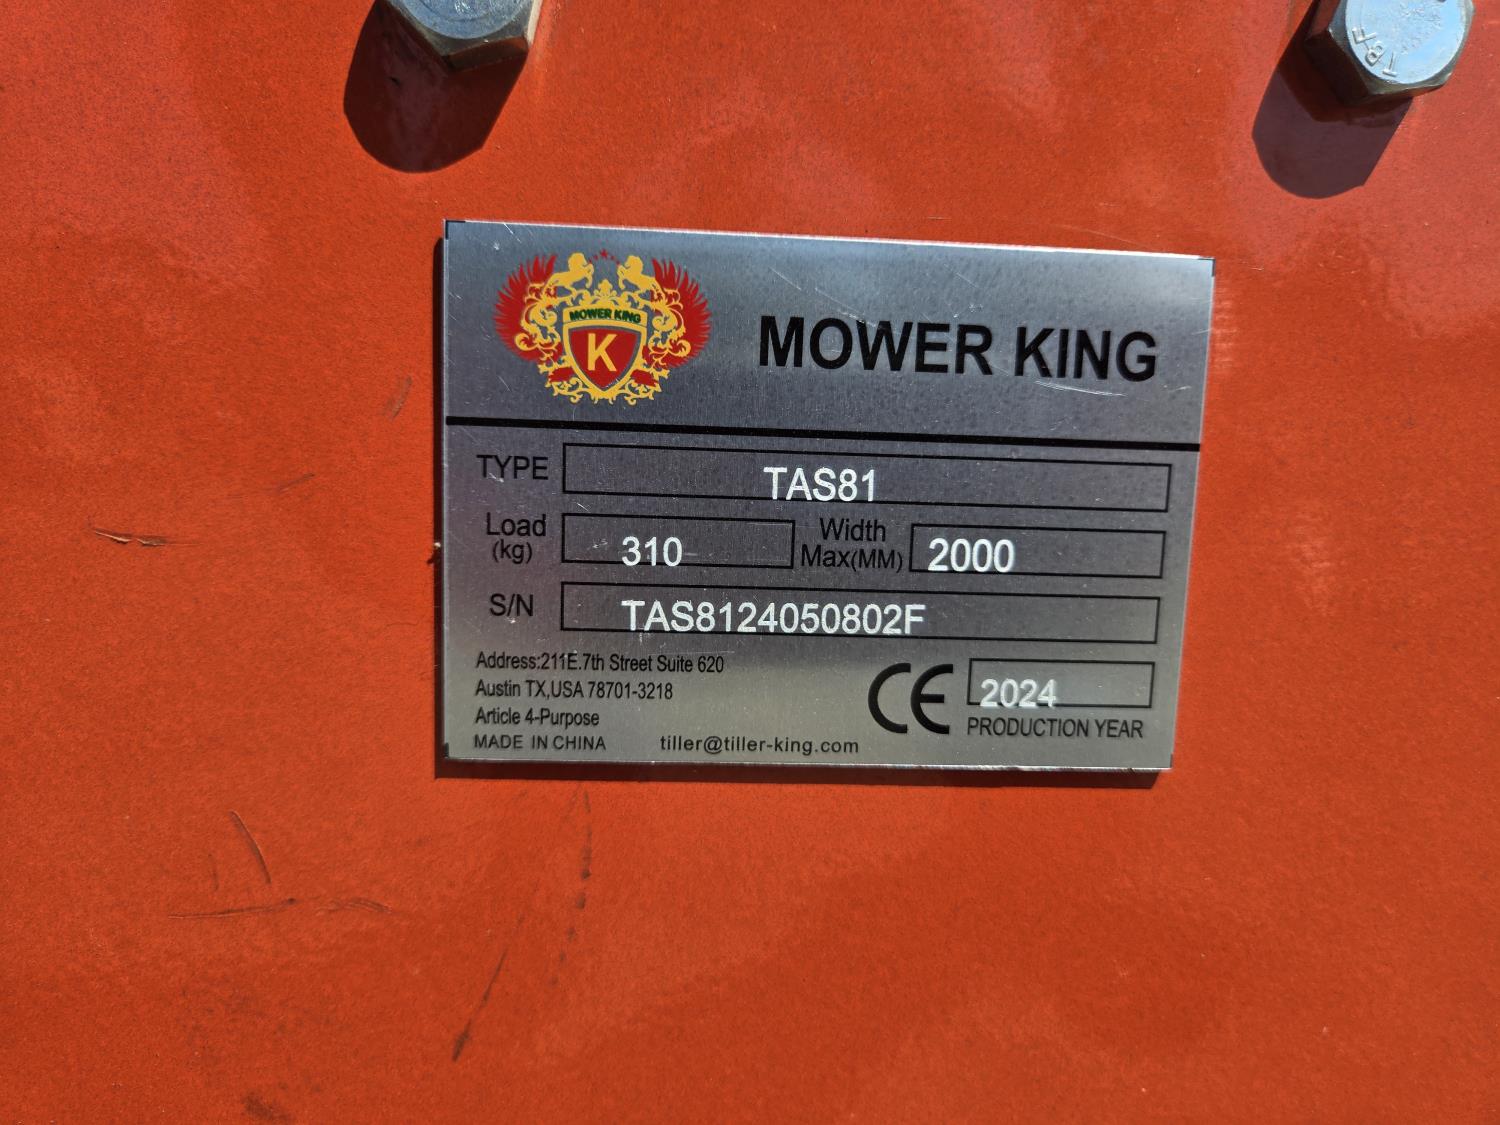 TBK
MOWER KING
K
MOWER KING
TYPE TAS81
Load (kg) 310 Width Max(MM) 2000
S/N TAS8124050802F
Address:211E.7th Street Suite 620
Austin TX,USA 78701-3218
Article 4-Purpose
MADE IN CHINA tiller@tiller-king.com
CE 2024
PRODUCTION YEAR